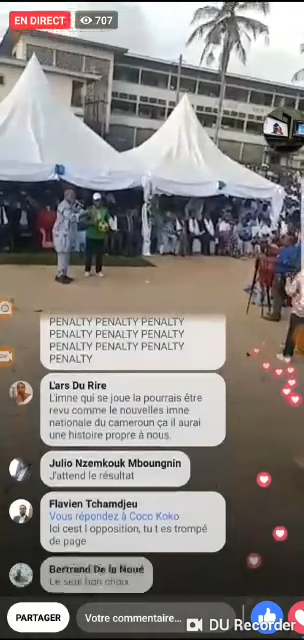 EN DIRECT 707
PENALTY PENALTY PENALTY
PENALTY PENALTY PENALTY
PENALTY PENALTY PENALTY
PENALTY
L'ars Du Rire
L'imne qui se joue la pourrais être
revu comme le nouvelles imne
nationale du cameroun ça il aurai
une histoire propre à nous.
Julio Nzemkouk Mboungnin
J'attend le résultat
Flavien Tchamdjeu
Vous répondez à Coco Koko
Ici cest l opposition, tu t es trompé
de page
Bertrand De la Noué
Le seul bon choix
PARTAGER Votre commentaire...
DU Recorder